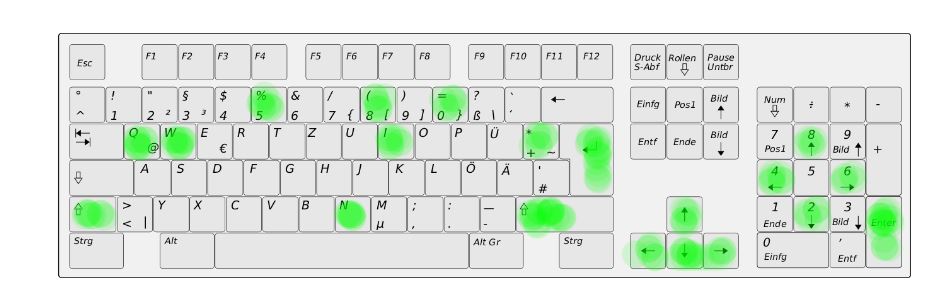 Esc F1 F2 F3 F4 F5 F6 F7 F8 F9 F10 F11 F12 Druck Rollen Pause
S-Abf ⇩ Untbr
° ! " § $ % & / ( ) = ? ` ← Einfg Pos1 Bild ↑ Num ⇩ ÷ * -
^ 1 2 ² 3 ³ 4 5 6 7 { 8 [ 9 ] 0 } ß \ ´
Q @ W E € R T Z U I O P Ü * + ~ Entf Ende Bild ↓ 7 Pos1 8 ↑ 9 Bild ↑ +
⇩ A S D F G H J K L Ö Ä ' # 4 ← 5 6 →
⇧ > < | Y X C V B N M µ ; , : . — - ⇧ ↑ 1 Ende 2 ↓ 3 Bild ↓ Enter
Strg Alt Alt Gr Strg ← ↓ → 0 Einfg , Entf